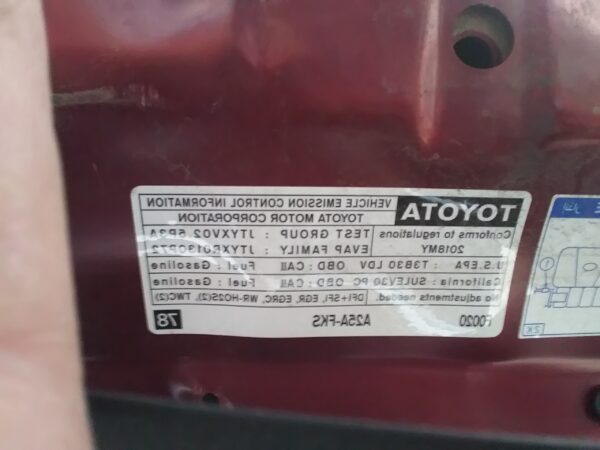 TOYOTA
VEHICLE EMISSION CONTROL INFORMATION
TOYOTA MOTOR CORPORATION
Conforms to regulations
2018MY
TEST GROUP : JTYXV02.5P3A
EVAP FAMILY : JTYXR0130P72
U.S.EPA : T3B30 LDV OBD : CAII Fuel : Gasoline
California : SULEV30 PC OBD : CAII Fuel : Gasoline
No adjustments needed.
DFI+SFI, EGR, EGRC, WR-HO2S(2), TWC(2)
F0020 A25A-FKS 78